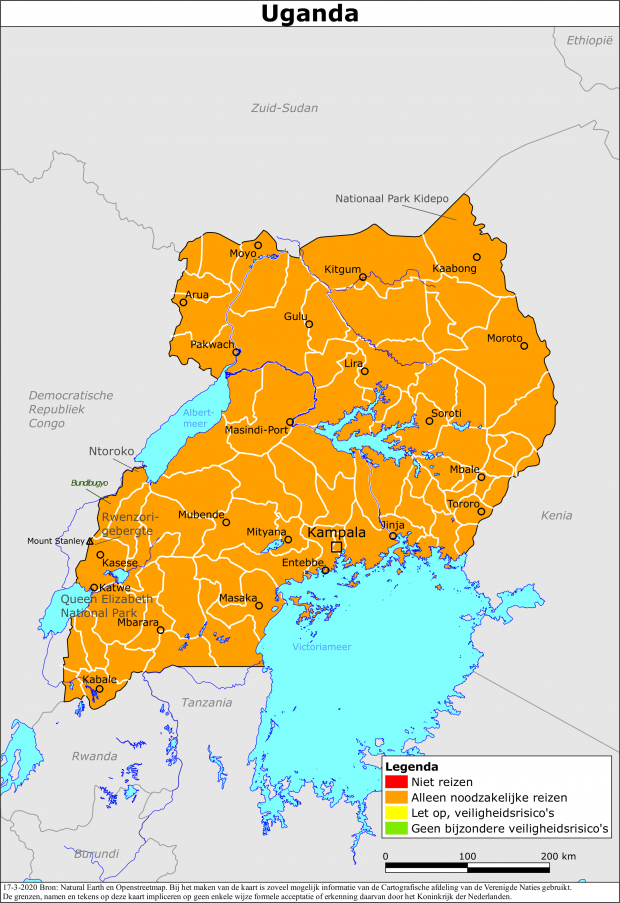 Uganda
Ethiopië
Zuid-Sudan
Nationaal Park Kidepo
Moyo
Kitgum
Kaabong
Arua
Gulu
Pakwach
Moroto
Lira
Democratische
Republiek
Congo
Albert-
meer
Masindi-Port
Soroti
Ntoroko
Mbale
Bundibugyo
Tororo
Rwenzori-
gebergte
Mubende
Kenia
Mount Stanley
Mityana
Kampala
Jinja
Kasese
Entebbe
Katwe
Queen Elizabeth
National Park
Masaka
Mbarara
Victoriameer
Kabale
Tanzania
Rwanda
Burundi
Legenda
Niet reizen
Alleen noodzakelijke reizen
Let op, veiligheidsrisico's
Geen bijzondere veiligheidsrisico's
0 100 200 km
17-3-2020 Bron: Natural Earth en Openstreetmap. Bij het maken van de kaart is zoveel mogelijk informatie van de Cartografische afdeling van de Verenigde Naties gebruikt.
De grenzen, namen en tekens op deze kaart impliceren op geen enkele wijze formele acceptatie of erkenning daarvan door het Koninkrijk der Nederlanden.